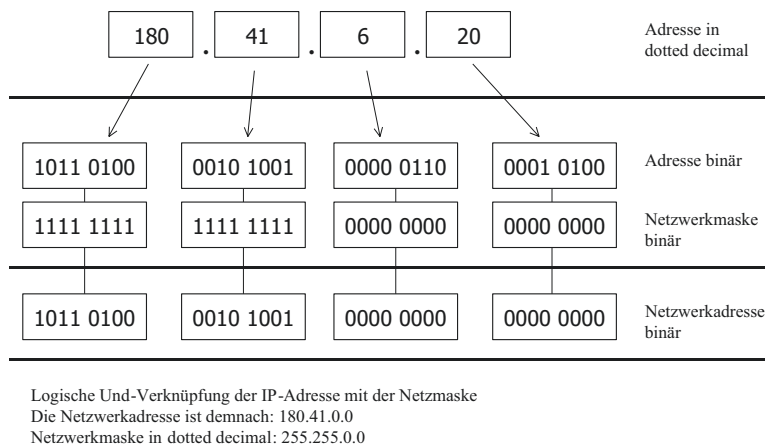 180 . 41 . 6 . 20
Adresse in
dotted decimal
1011 0100 0010 1001 0000 0110 0001 0100 Adresse binär
1111 1111 1111 1111 0000 0000 0000 0000 Netzwerkmaske
binär
1011 0100 0010 1001 0000 0000 0000 0000 Netzwerkadresse
binär
Logische Und-Verknüpfung der IP-Adresse mit der Netzmaske
Die Netzwerkadresse ist demnach: 180.41.0.0
Netzwerkmaske in dotted decimal: 255.255.0.0